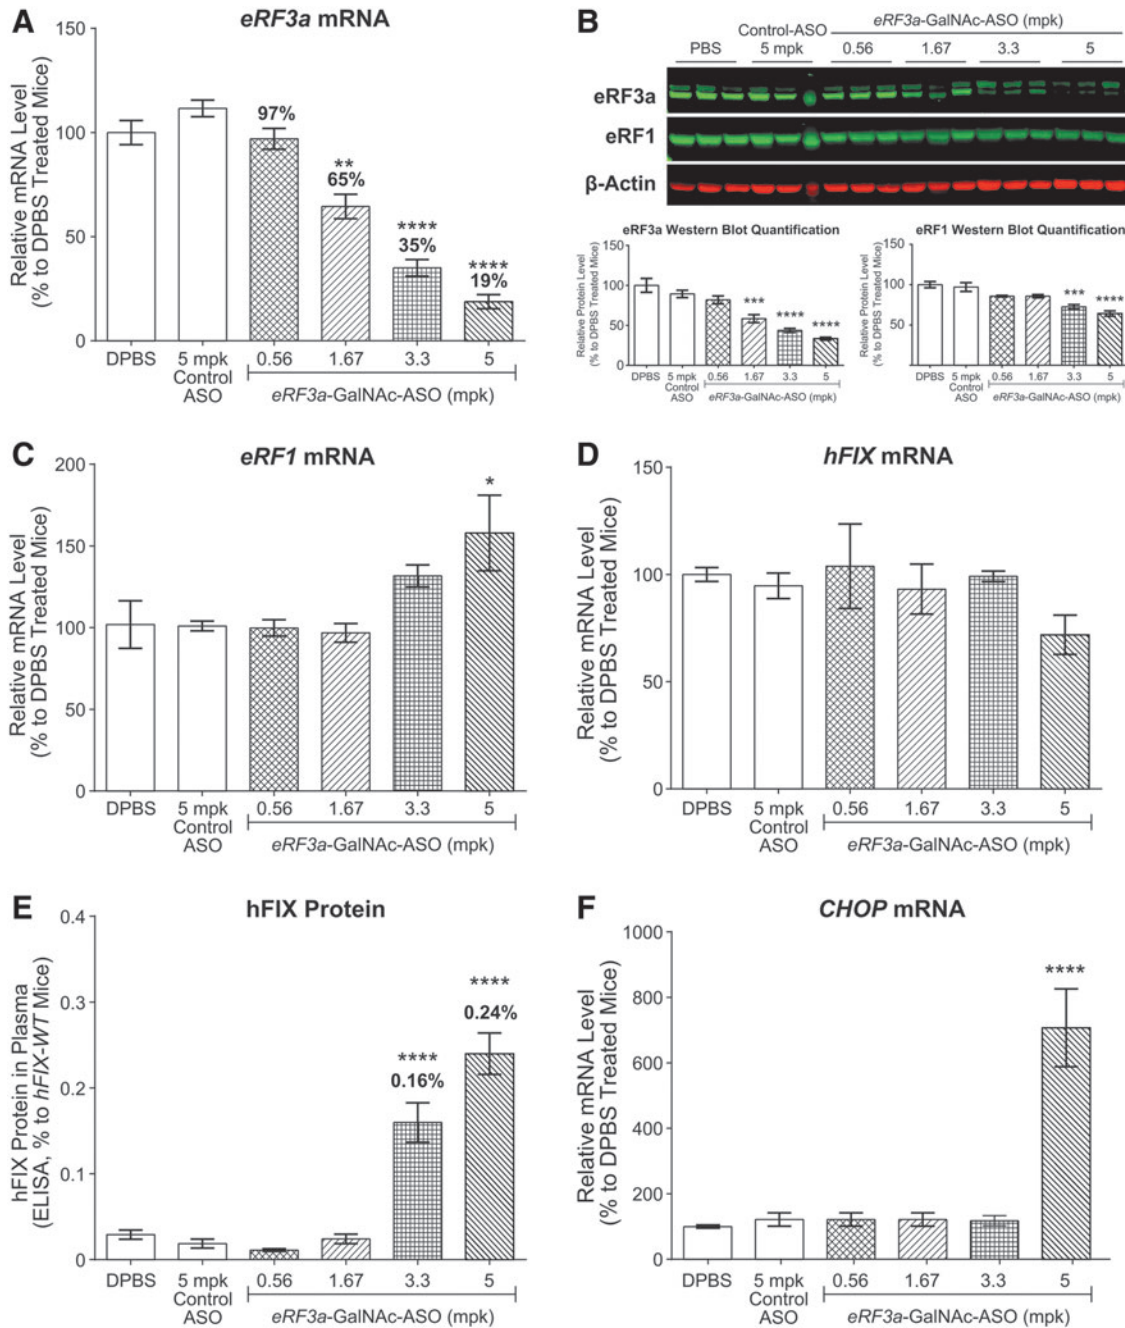 A
eRF3a mRNA
Relative mRNA Level
(% to DPBS Treated Mice)
150
100
50
0
97%
**
65%
****
35%
****
19%
DPBS
5 mpk
Control
ASO
0.56
1.67
3.3
5
eRF3a-GalNAc-ASO (mpk)
B
eRF3a-GalNAc-ASO (mpk)
Control-ASO
PBS
5 mpk
0.56
1.67
3.3
5
eRF3a
eRF1
β-Actin
eRF3a Western Blot Quantification
Relative Protein Level
(% to DPBS Treated Mice)
150
100
50
0
***
****
****
DPBS
5 mpk
Control
ASO
0.56
1.67
3.3
5
eRF3a-GalNAc-ASO (mpk)
eRF1 Western Blot Quantification
Relative Protein Level
(% to DPBS Treated Mice)
150
100
50
***
****
DPBS
5 mpk
Control
ASO
0.56
1.67
3.3
5
eRF3a-GalNAc-ASO (mpk)
C
eRF1 mRNA
Relative mRNA Level
(% to DPBS Treated Mice)
200
150
100
50
0
*
DPBS
5 mpk
Control
ASO
0.56
1.67
3.3
5
eRF3a-GalNAc-ASO (mpk)
D
hFIX mRNA
Relative mRNA Level
(% to DPBS Treated Mice)
150
100
50
0
DPBS
5 mpk
Control
ASO
0.56
1.67
3.3
5
eRF3a-GalNAc-ASO (mpk)
E
hFIX Protein
hFIX Protein in Plasma
(ELISA, % to hFIX-WT Mice)
0.4
0.3
0.2
0.1
0
****
0.16%
****
0.24%
DPBS
5 mpk
Control
ASO
0.56
1.67
3.3
5
eRF3a-GalNAc-ASO (mpk)
F
CHOP mRNA
Relative mRNA Level
(% to DPBS Treated Mice)
1000
800
600
400
200
100
0
****
DPBS
5 mpk
Control
ASO
0.56
1.67
3.3
5
eRF3a-GalNAc-ASO (mpk)